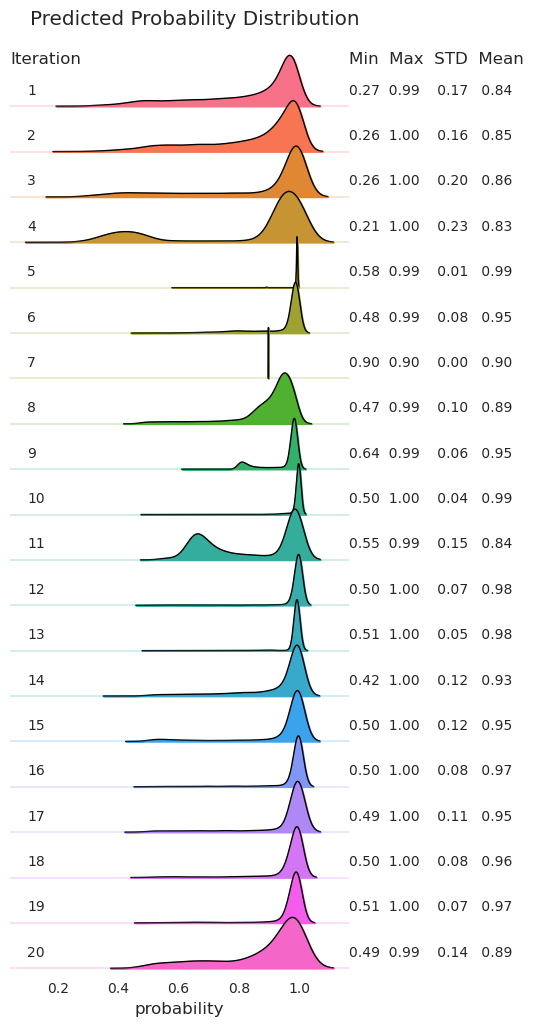 Predicted Probability Distribution
Iteration Min Max STD Mean
1 0.27 0.99 0.17 0.84
2 0.26 1.00 0.16 0.85
3 0.26 1.00 0.20 0.86
4 0.21 1.00 0.23 0.83
5 0.58 0.99 0.01 0.99
6 0.48 0.99 0.08 0.95
7 0.90 0.90 0.00 0.90
8 0.47 0.99 0.10 0.89
9 0.64 0.99 0.06 0.95
10 0.50 1.00 0.04 0.99
11 0.55 0.99 0.15 0.84
12 0.50 1.00 0.07 0.98
13 0.51 1.00 0.05 0.98
14 0.42 1.00 0.12 0.93
15 0.50 1.00 0.12 0.95
16 0.50 1.00 0.08 0.97
17 0.49 1.00 0.11 0.95
18 0.50 1.00 0.08 0.96
19 0.51 1.00 0.07 0.97
20 0.49 0.99 0.14 0.89
0.2 0.4 0.6 0.8 1.0
probability